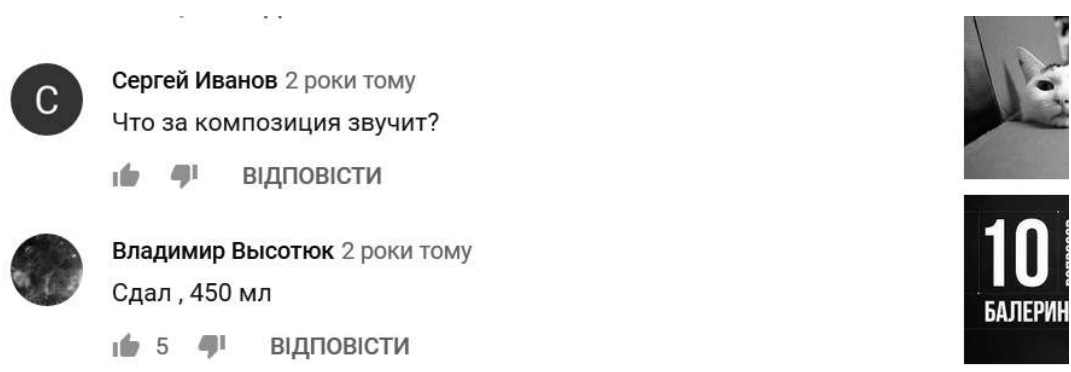 С
Сергей Иванов 2 роки тому
Что за композиция звучит?
ВІДПОВІСТИ
Владимир Высотюк 2 роки тому
Сдал , 450 мл
5 ВІДПОВІСТИ
10
БАЛЕРИН